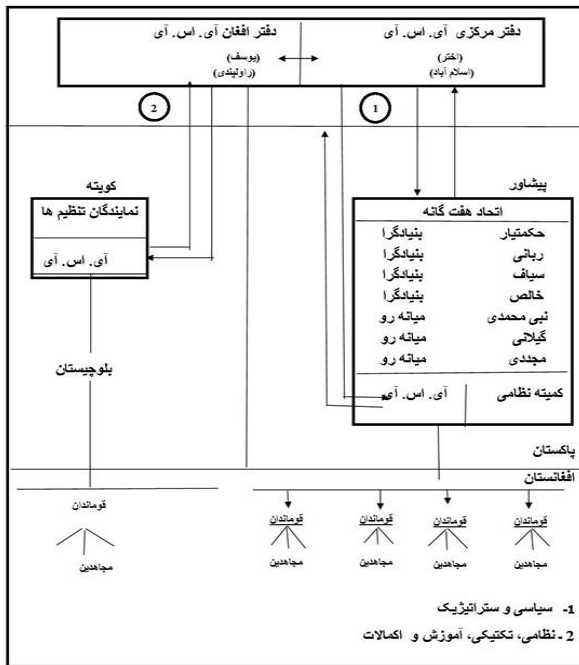 دفتر مرکزی آی. اس. آی
(اختر)
(اسلام آباد)
دفتر افغان آی. اس. آی
(یوسف)
(راولپندی)
1
2
پیشاور
اتحاد هفت گانه
حکمتیار بنیادگرا
ربانی بنیادگرا
سیاف بنیادگرا
خالص بنیادگرا
نبی محمدی میانه رو
گیلانی میانه رو
مجددی میانه رو
کمیته نظامی آی. اس. آی
کویته
نمایندگان تنظیم ها
آی. اس. آی
بلوچیستان
پاکستان
افغانستان
قوماندان قوماندان قوماندان قوماندان
مجاهدین مجاهدین مجاهدین مجاهدین
قوماندان
مجاهدین
1- سیاسی و ستراتیژیک
2 - نظامی، تکتیکی، آموزش و اکمالات